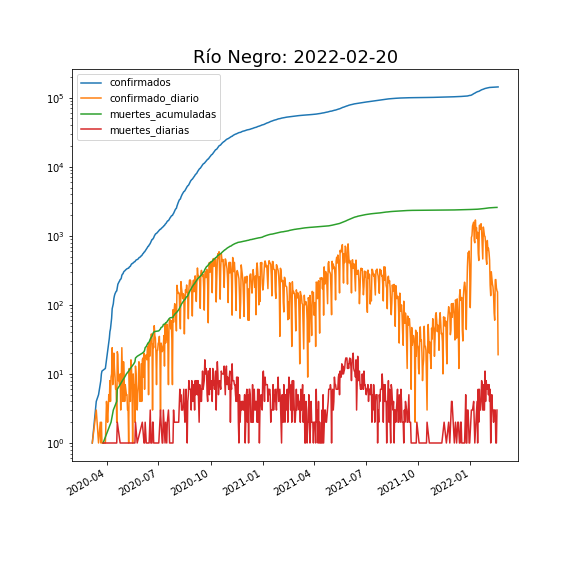 Río Negro: 2022-02-20
confirmados
confirmado_diario
muertes_acumuladas
muertes_diarias
10⁵
10⁴
10³
10²
10¹
10⁰
2020-04 2020-07 2020-10 2021-01 2021-04 2021-07 2021-10 2022-01